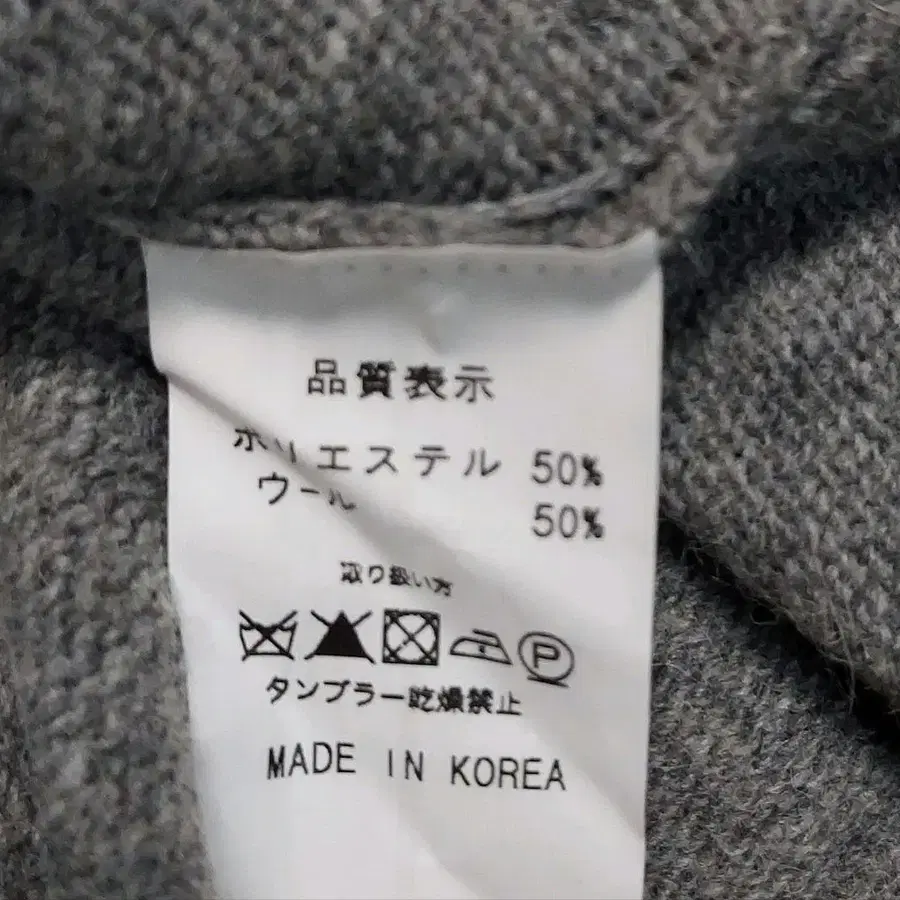 品質表示
ポリエステル 50%
ウール 50%
取り扱い方
P
タンブラー乾燥禁止
MADE IN KOREA